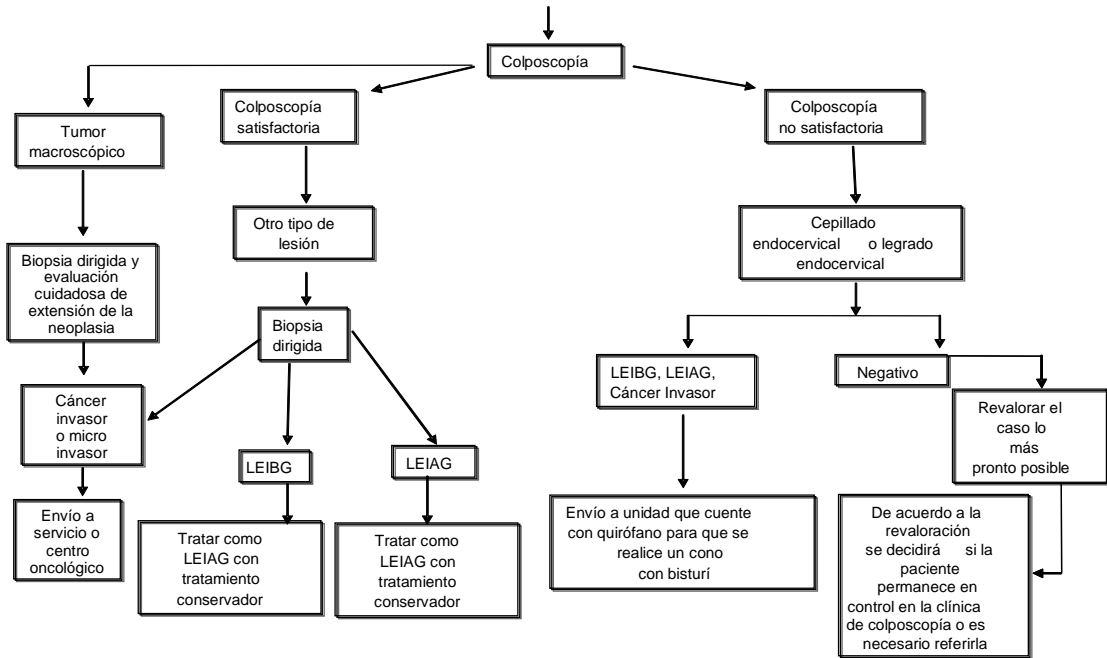 Colposcopía
Tumor
macroscópico
Colposcopía
satisfactoria
Colposcopía
no satisfactoria
Otro tipo de
lesión
Cepillado
endocervical o legrado
endocervical
Biopsia dirigida y
evaluación
cuidadosa de
extensión de la
neoplasia
Biopsia
dirigida
LEIBG, LEIAG,
Cáncer Invasor
Negativo
Cáncer
invasor
o micro
invasor)
Revalorar el
caso lo
más
pronto posible
LEIBG
LEIAG
Envío a
servicio o
centro
oncológico
Tratar como
LEIAG con
tratamiento
conservador
Tratar como
LEIAG con
tratamiento
conservador
Envío a unidad que cuente
con quirófano para que se
realice un cono
con bisturí
De acuerdo a la
revaloración
se decidirá si la
paciente
permanece en
control en la clínica
de colposcopía o es
necesario referirla